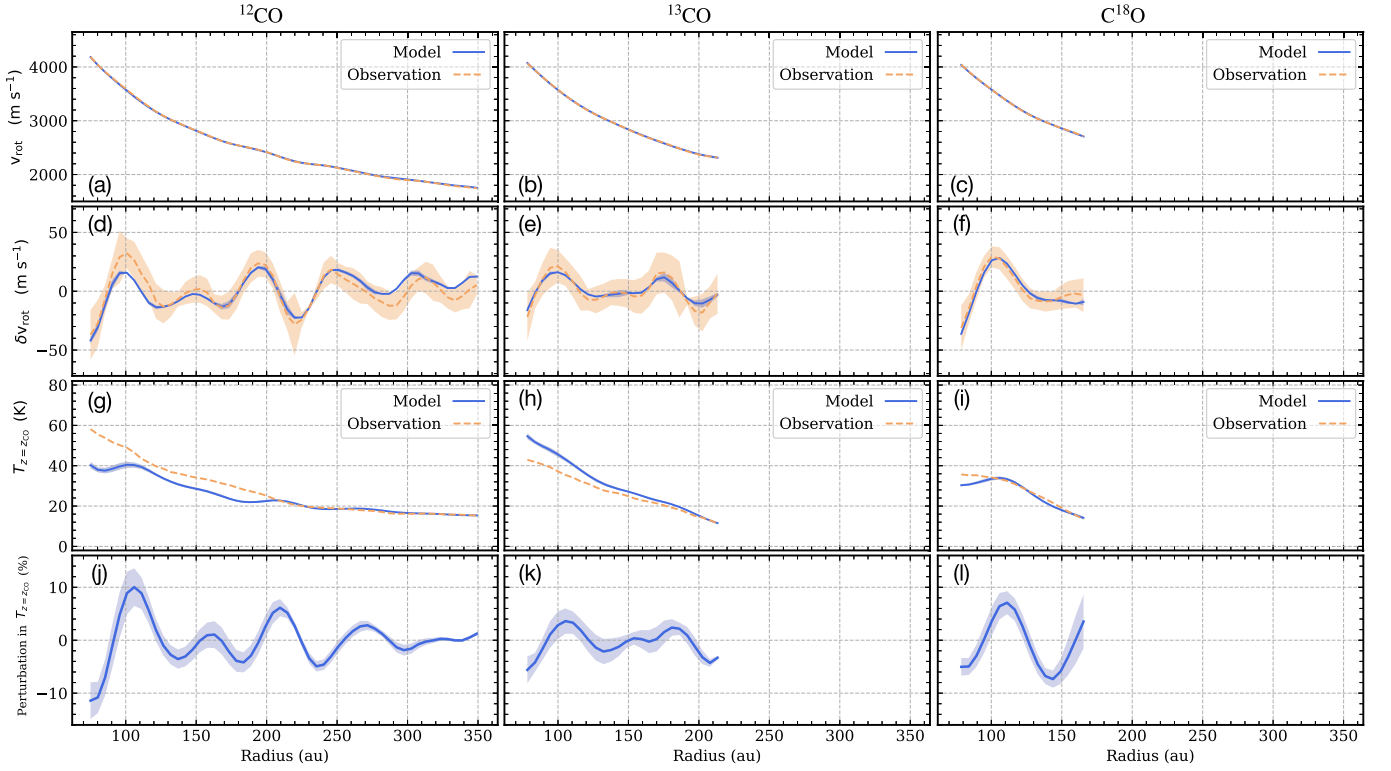 ¹²CO
¹³CO
C¹⁸O
v_rot (m s⁻¹)
4000
3000
2000
Model
Observation
(a)
Model
Observation
(b)
Model
Observation
(c)
δv_rot (m s⁻¹)
50
0
−50
(d)
(e)
(f)
T_{z=z_CO} (K)
80
60
40
20
0
(g)
Model
Observation
(h)
Model
Observation
(i)
Model
Observation
Perturbation in T_{z=z_CO} (%)
10
0
−10
(j)
(k)
(l)
100 150 200 250 300 350
100 150 200 250 300 350
100 150 200 250 300 350
Radius (au)
Radius (au)
Radius (au)